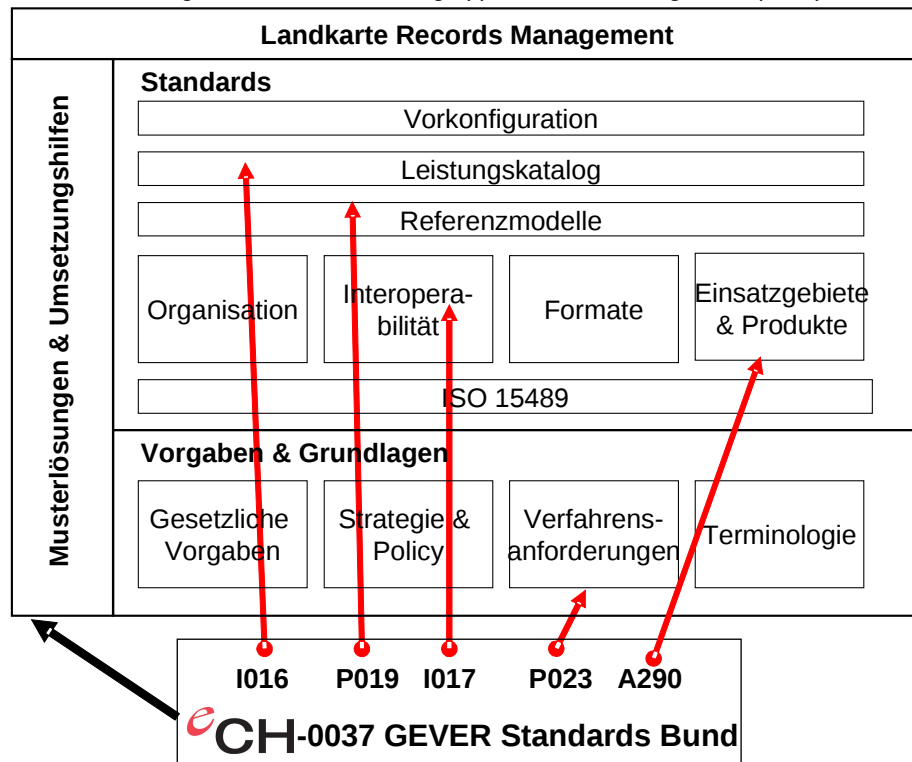 Landkarte Records Management
Musterlösungen & Umsetzungshilfen
Standards
Vorkonfiguration
Leistungskatalog
Referenzmodelle
Organisation
Interopera-
bilität
Formate
Einsatzgebiete
& Produkte
ISO 15489
Vorgaben & Grundlagen
Gesetzliche
Vorgaben
Strategie &
Policy
Verfahrens-
anforderungen
Terminologie
I016 P019 I017 P023 A290
eCH-0037 GEVER Standards Bund